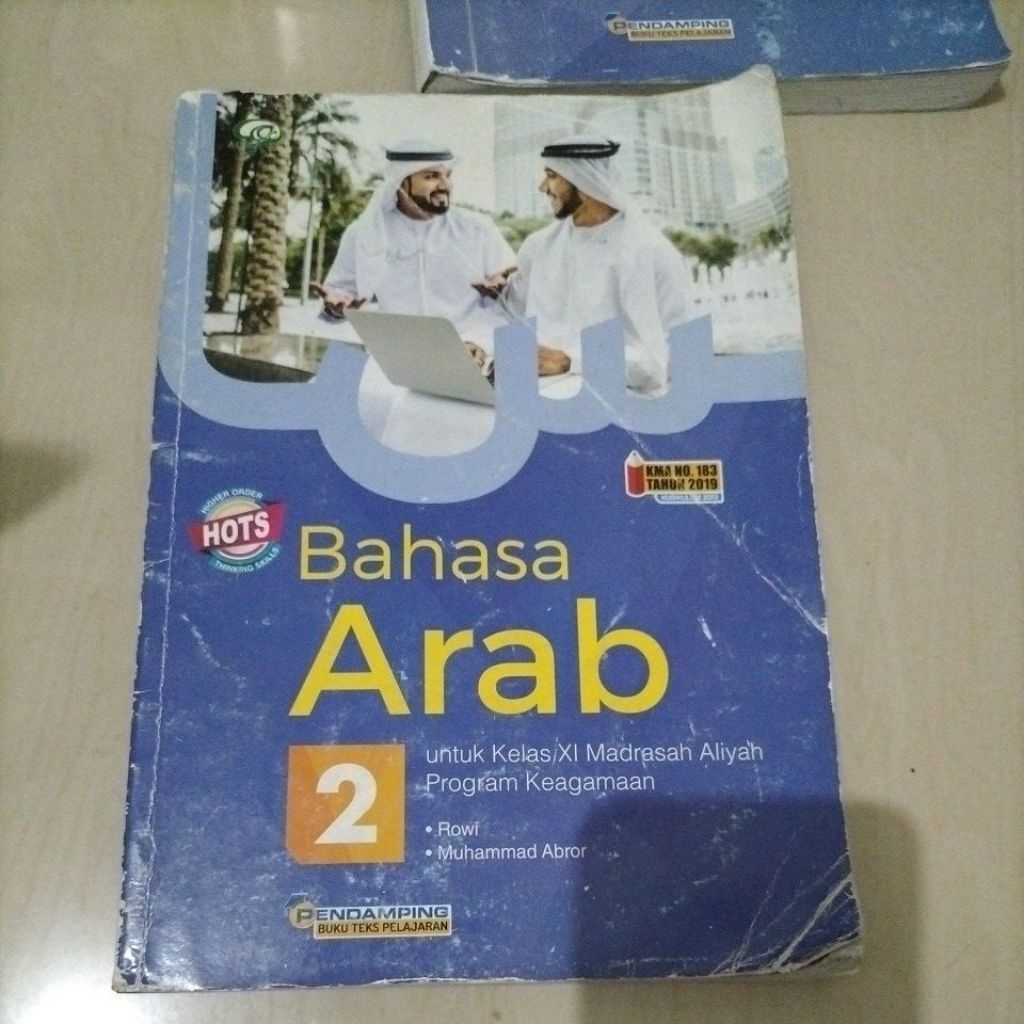 PENDAMPING
BUKU TEKS PELAJARAN
KMA NO. 183
TAHUN 2019
HIGHER ORDER
HOTS
THINKING SKILLS
Bahasa
Arab
2
untuk Kelas XI Madrasah Aliyah
Program Keagamaan
• Rowi
• Muhammad Abror
PENDAMPING
BUKU TEKS PELAJARAN